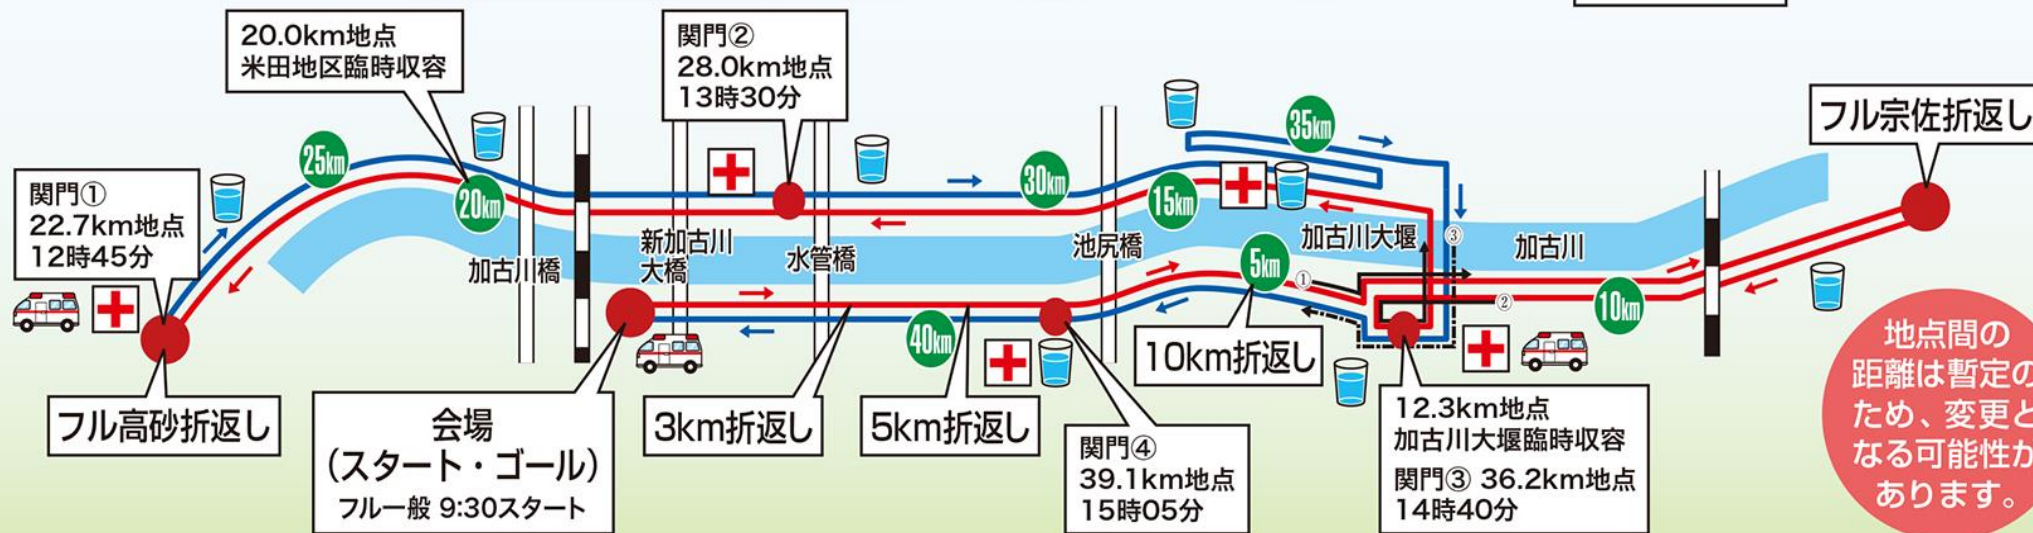 20.0km地点
米田地区臨時収容
関門②
28.0km地点
13時30分
フル宗佐折返し
関門①
22.7km地点
12時45分
25km
20km
30km
15km
35km
5km
10km
40km
加古川橋
新加古川
大橋
水管橋
池尻橋
加古川大堰
加古川
①
②
③
フル高砂折返し
会場
(スタート・ゴール)
フル一般 9:30スタート
3km折返し
5km折返し
10km折返し
関門④
39.1km地点
15時05分
12.3km地点
加古川大堰臨時収容
関門③ 36.2km地点
14時40分
地点間の
距離は暫定の
ため、変更と
なる可能性が
あります。